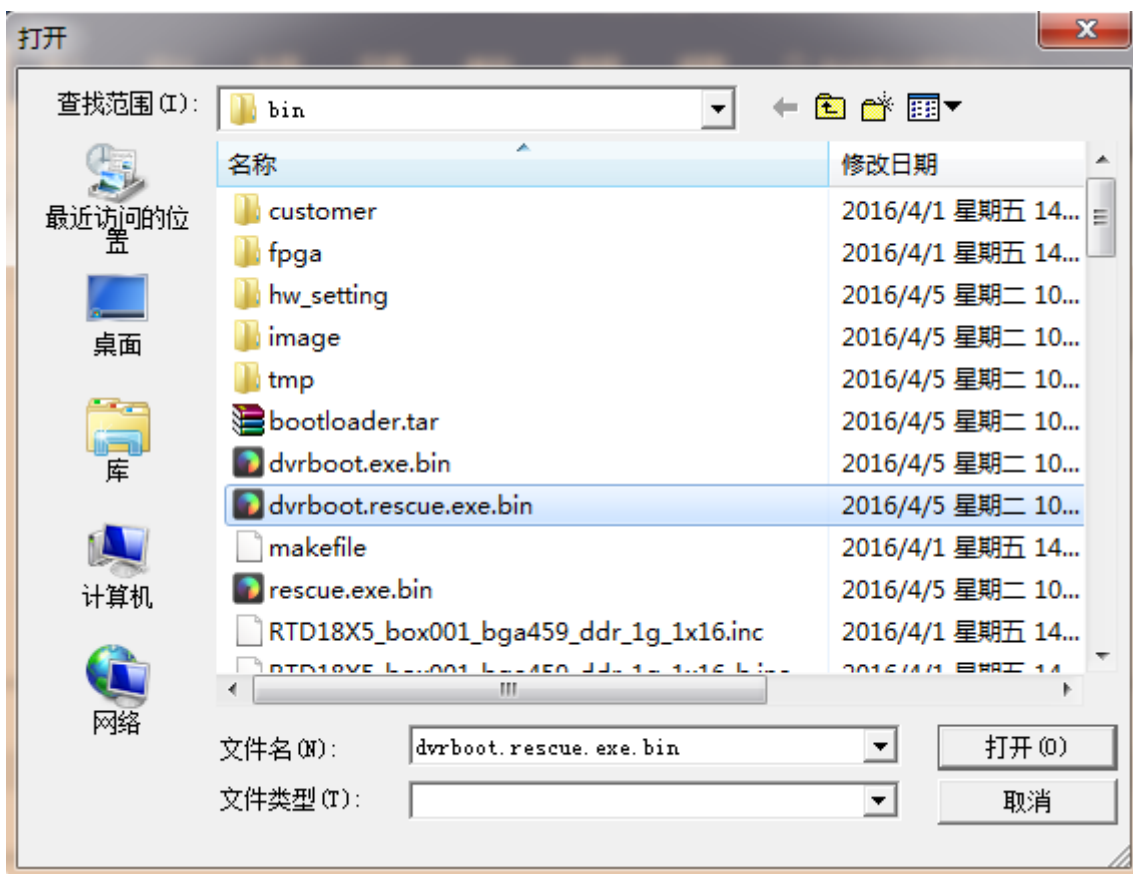 打开
查找范围(I):
bin
名称
修改日期
customer
2016/4/1 星期五 14...
fpga
2016/4/1 星期五 14...
hw_setting
2016/4/5 星期二 10...
image
2016/4/5 星期二 10...
tmp
2016/4/5 星期二 10...
bootloader.tar
2016/4/5 星期二 10...
dvrboot.exe.bin
2016/4/5 星期二 10...
dvrboot.rescue.exe.bin
2016/4/5 星期二 10...
makefile
2016/4/1 星期五 14...
rescue.exe.bin
2016/4/5 星期二 10...
RTD18X5_box001_bga459_ddr_1g_1x16.inc
2016/4/1 星期五 14...
最近访问的位
置
桌面
库
计算机
网络
文件名(N):
dvrboot.rescue.exe.bin
打开(O)
文件类型(T):
取消